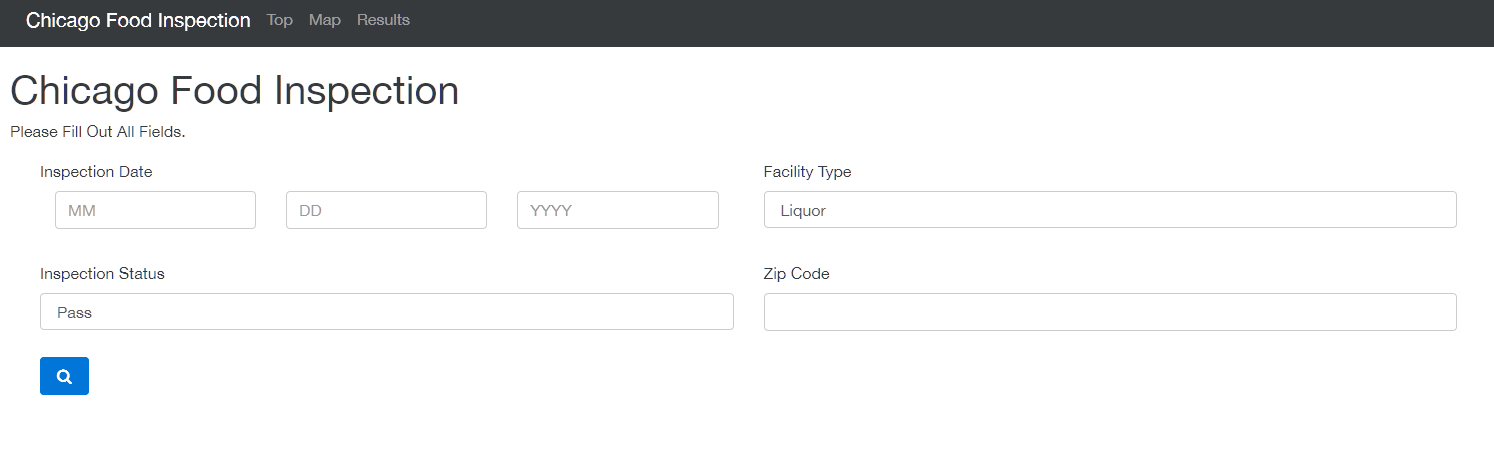 Chicago Food Inspection Top Map Results
Chicago Food Inspection
Please Fill Out All Fields.
Inspection Date
Facility Type
MM DD YYYY
Liquor
Inspection Status
Zip Code
Pass